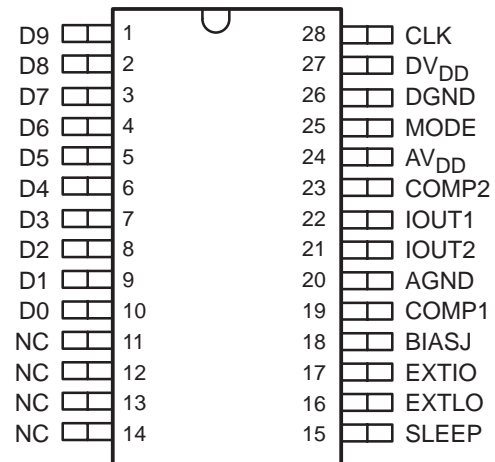 D9 1 28 CLK
D8 2 27 DVDD
D7 3 26 DGND
D6 4 25 MODE
D5 5 24 AVDD
D4 6 23 COMP2
D3 7 22 IOUT1
D2 8 21 IOUT2
D1 9 20 AGND
D0 10 19 COMP1
NC 11 18 BIASJ
NC 12 17 EXTIO
NC 13 16 EXTLO
NC 14 15 SLEEP